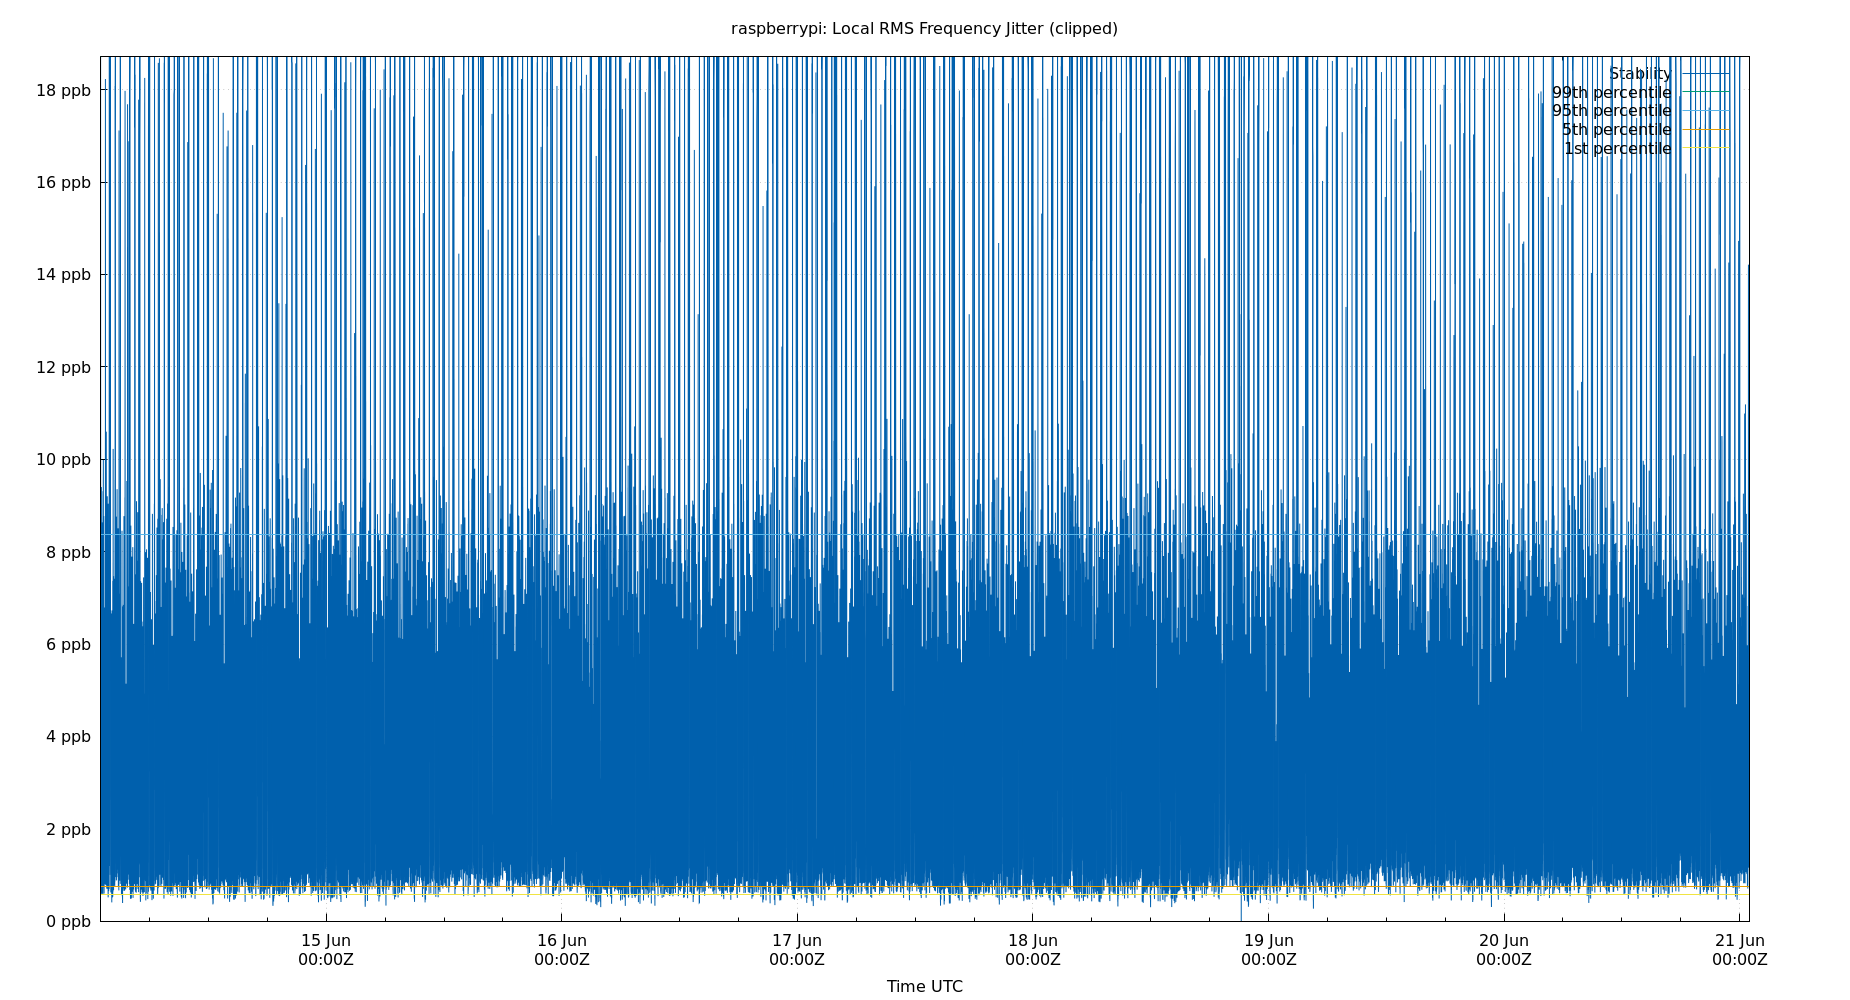 raspberrypi: Local RMS Frequency Jitter (clipped)
18 ppb
16 ppb
14 ppb
12 ppb
10 ppb
8 ppb
6 ppb
4 ppb
2 ppb
0 ppb
Stability
99th percentile
95th percentile
5th percentile
1st percentile
15 Jun
00:00Z
16 Jun
00:00Z
17 Jun
00:00Z
18 Jun
00:00Z
19 Jun
00:00Z
20 Jun
00:00Z
21 Jun
00:00Z
Time UTC